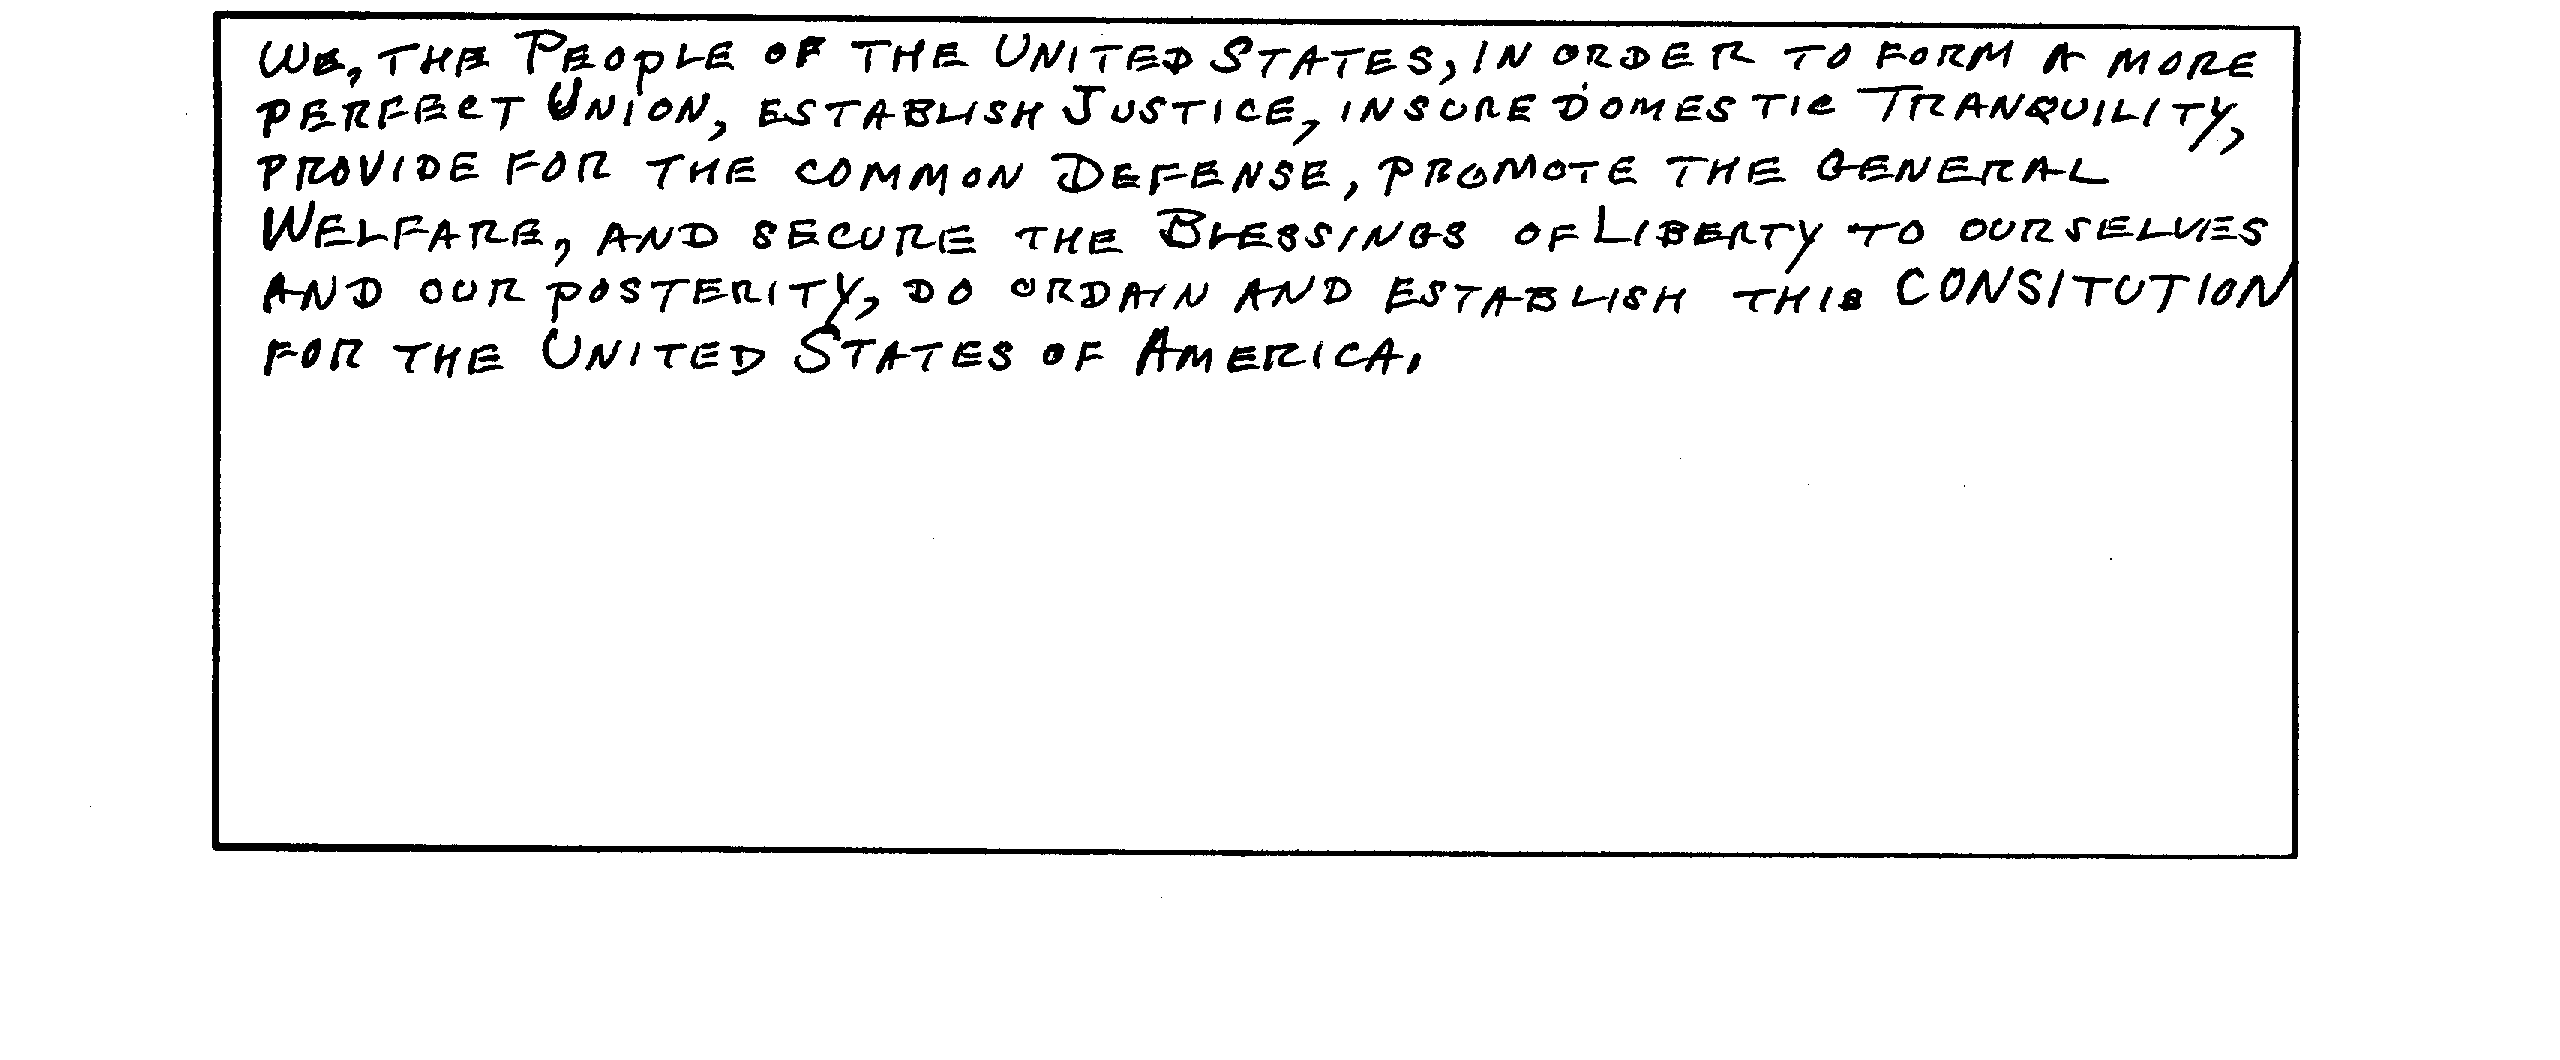 WE, THE PEOPLE OF THE UNITED STATES, IN ORDER TO FORM A MORE
PERFECT UNION, ESTABLISH JUSTICE, INSURE DOMESTIC TRANQUILITY,
PROVIDE FOR THE COMMON DEFENSE, PROMOTE THE GENERAL
WELFARE, AND SECURE THE BLESSINGS OF LIBERTY TO OURSELVES
AND OUR POSTERITY, DO ORDAIN AND ESTABLISH THIS CONSITUTION
FOR THE UNITED STATES OF AMERICA.